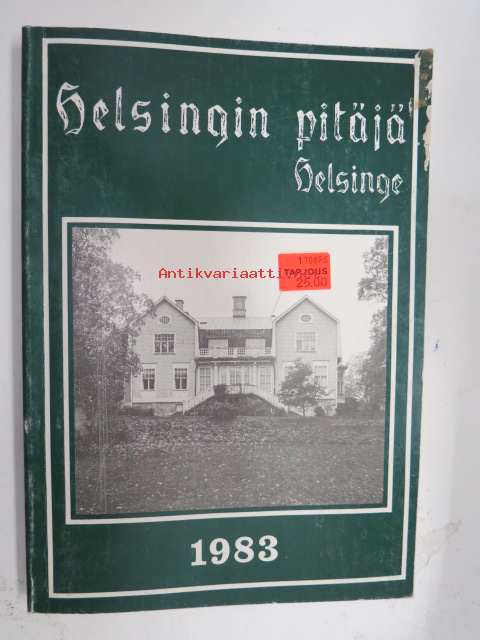 Helsingin pitäjä
Helsinge
Antikvariaatti
TARJOUS
25.00
1983